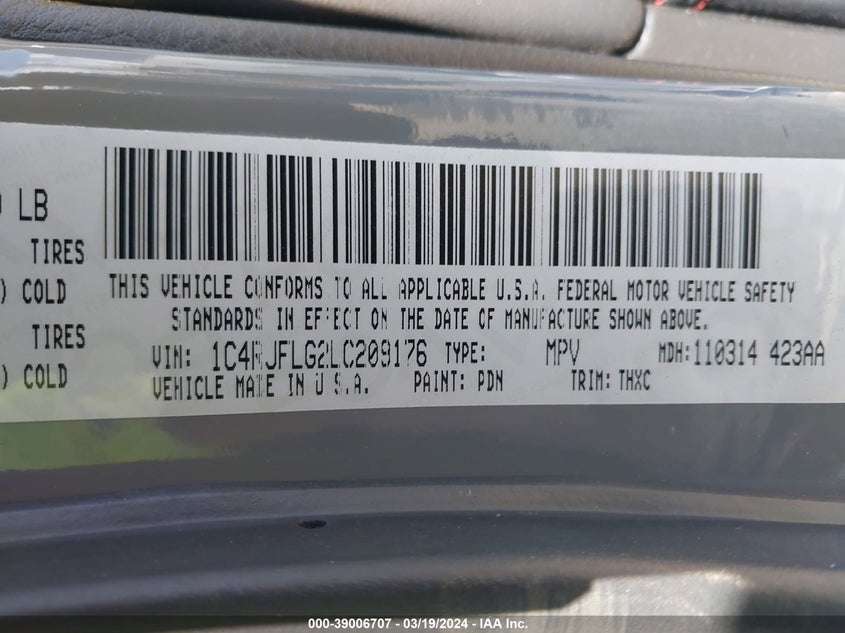 LB
TIRES
) COLD
TIRES
) COLD
THIS VEHICLE CONFORMS TO ALL APPLICABLE U.S.A. FEDERAL MOTOR VEHICLE SAFETY
STANDARDS IN EFFECT ON THE DATE OF MANUFACTURE SHOWN ABOVE.
VIN: 1C4RJFLG2LC209176 TYPE: MPV MDH:110314 423AA
VEHICLE MADE IN U.S.A. PAINT: PDN TRIM: THXC
000-39006707 / 03/19/2024 - IAA Inc.